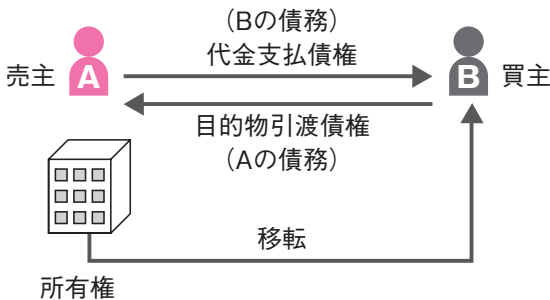 （Bの債務）
代金支払債権
売主 A
B 買主
目的物引渡債権
（Aの債務）
移転
所有権